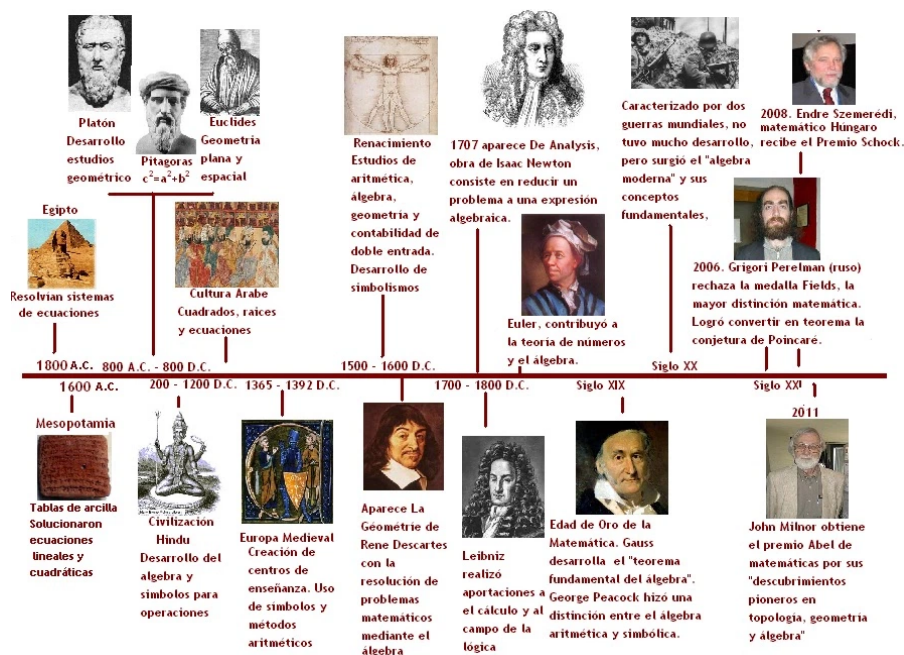 Platón
Desarrollo
estudios
geométrico
Pitagoras
c²=a²+b²
Euclides
Geometría
plana y
espacial
Egipto
Resolvían sistemas
de ecuaciones
Cultura Arabe
Cuadrados, raíces
y ecuaciones
Renacimiento
Estudios de
aritmética,
álgebra,
geometría y
contabilidad de
doble entrada.
Desarrollo de
simbolismos
1707 aparece De Analysis,
obra de Isaac Newton
consiste en reducir un
problema a una expresión
algebraica.
Euler, contribuyó a
la teoría de números
y el álgebra.
Caracterizado por dos
guerras mundiales, no
tuvo mucho desarrollo,
pero surgió el "algebra
moderna" y sus
conceptos
fundamentales,
2008. Endre Szemerédi,
matemático Húngaro
recibe el Premio Schock.
2006. Grigori Perelman (ruso)
rechaza la medalla Fields, la
mayor distinción matemática.
Logró convertir en teorema la
conjetura de Poincaré.
1800 A.C.
800 A.C. - 800 D.C.
1500 - 1600 D.C.
Siglo XX
1600 A.C.
200 - 1200 D.C.
1365 - 1392 D.C.
1700 - 1800 D.C.
Siglo XIX
Siglo XXI
Mesopotamia
Tablas de arcilla
Solucionaron
ecuaciones
lineales y
cuadráticas
Civilización
Hindu
Desarrollo del
algebra y
símbolos para
operaciones
Europa Medieval
Creación de
centros de
enseñanza. Uso
de símbolos y
métodos
aritméticos
Aparece La
Géométrie de
Rene Descartes
con la
resolución de
problemas
matemáticos
mediante el
álgebra
Leibniz
realizó
aportaciones a
el cálculo y al
campo de la
lógica
Edad de Oro de la
Matemática. Gauss
desarrolla el "teorema
fundamental del álgebra".
George Peacock hizó una
distinción entre el álgebra
aritmética y simbólica.
2011
John Milnor obtiene
el premio Abel de
matemáticas por sus
"descubrimientos
pioneros en
topología, geometría
y álgebra"